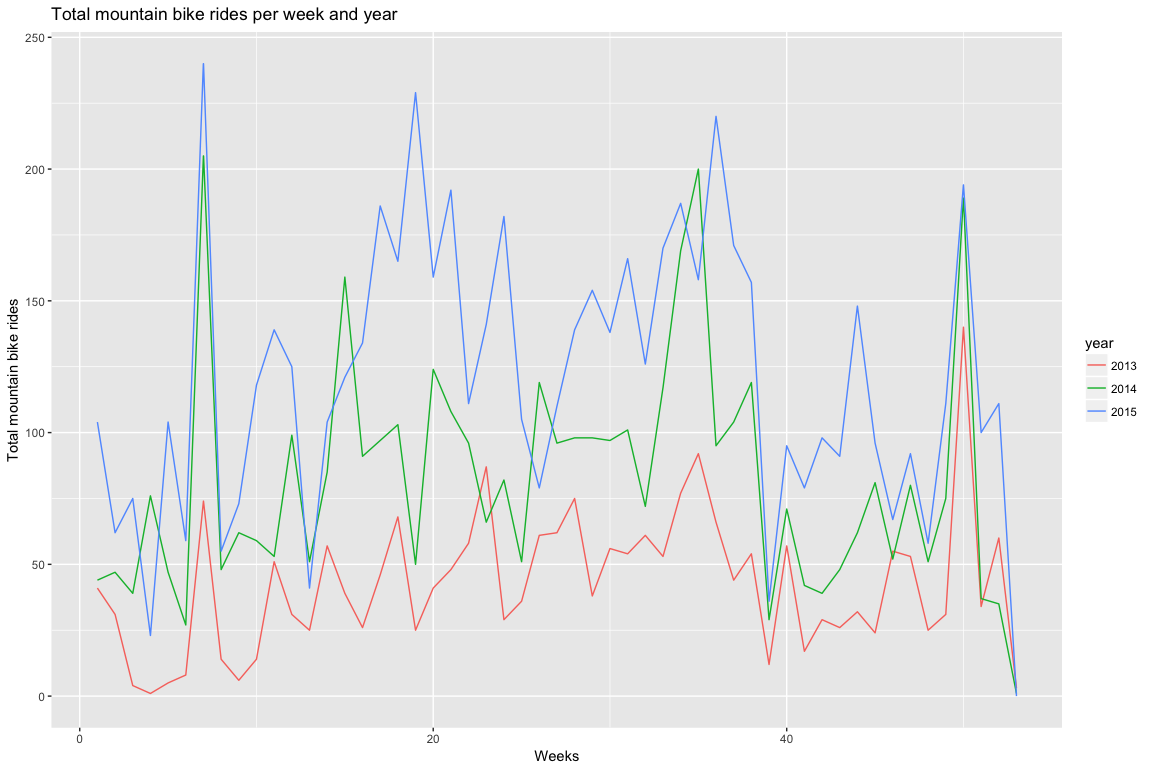 Total mountain bike rides per week and year
Total mountain bike rides
250
200
150
100
50
0
0 20 40
Weeks
year
2013
2014
2015